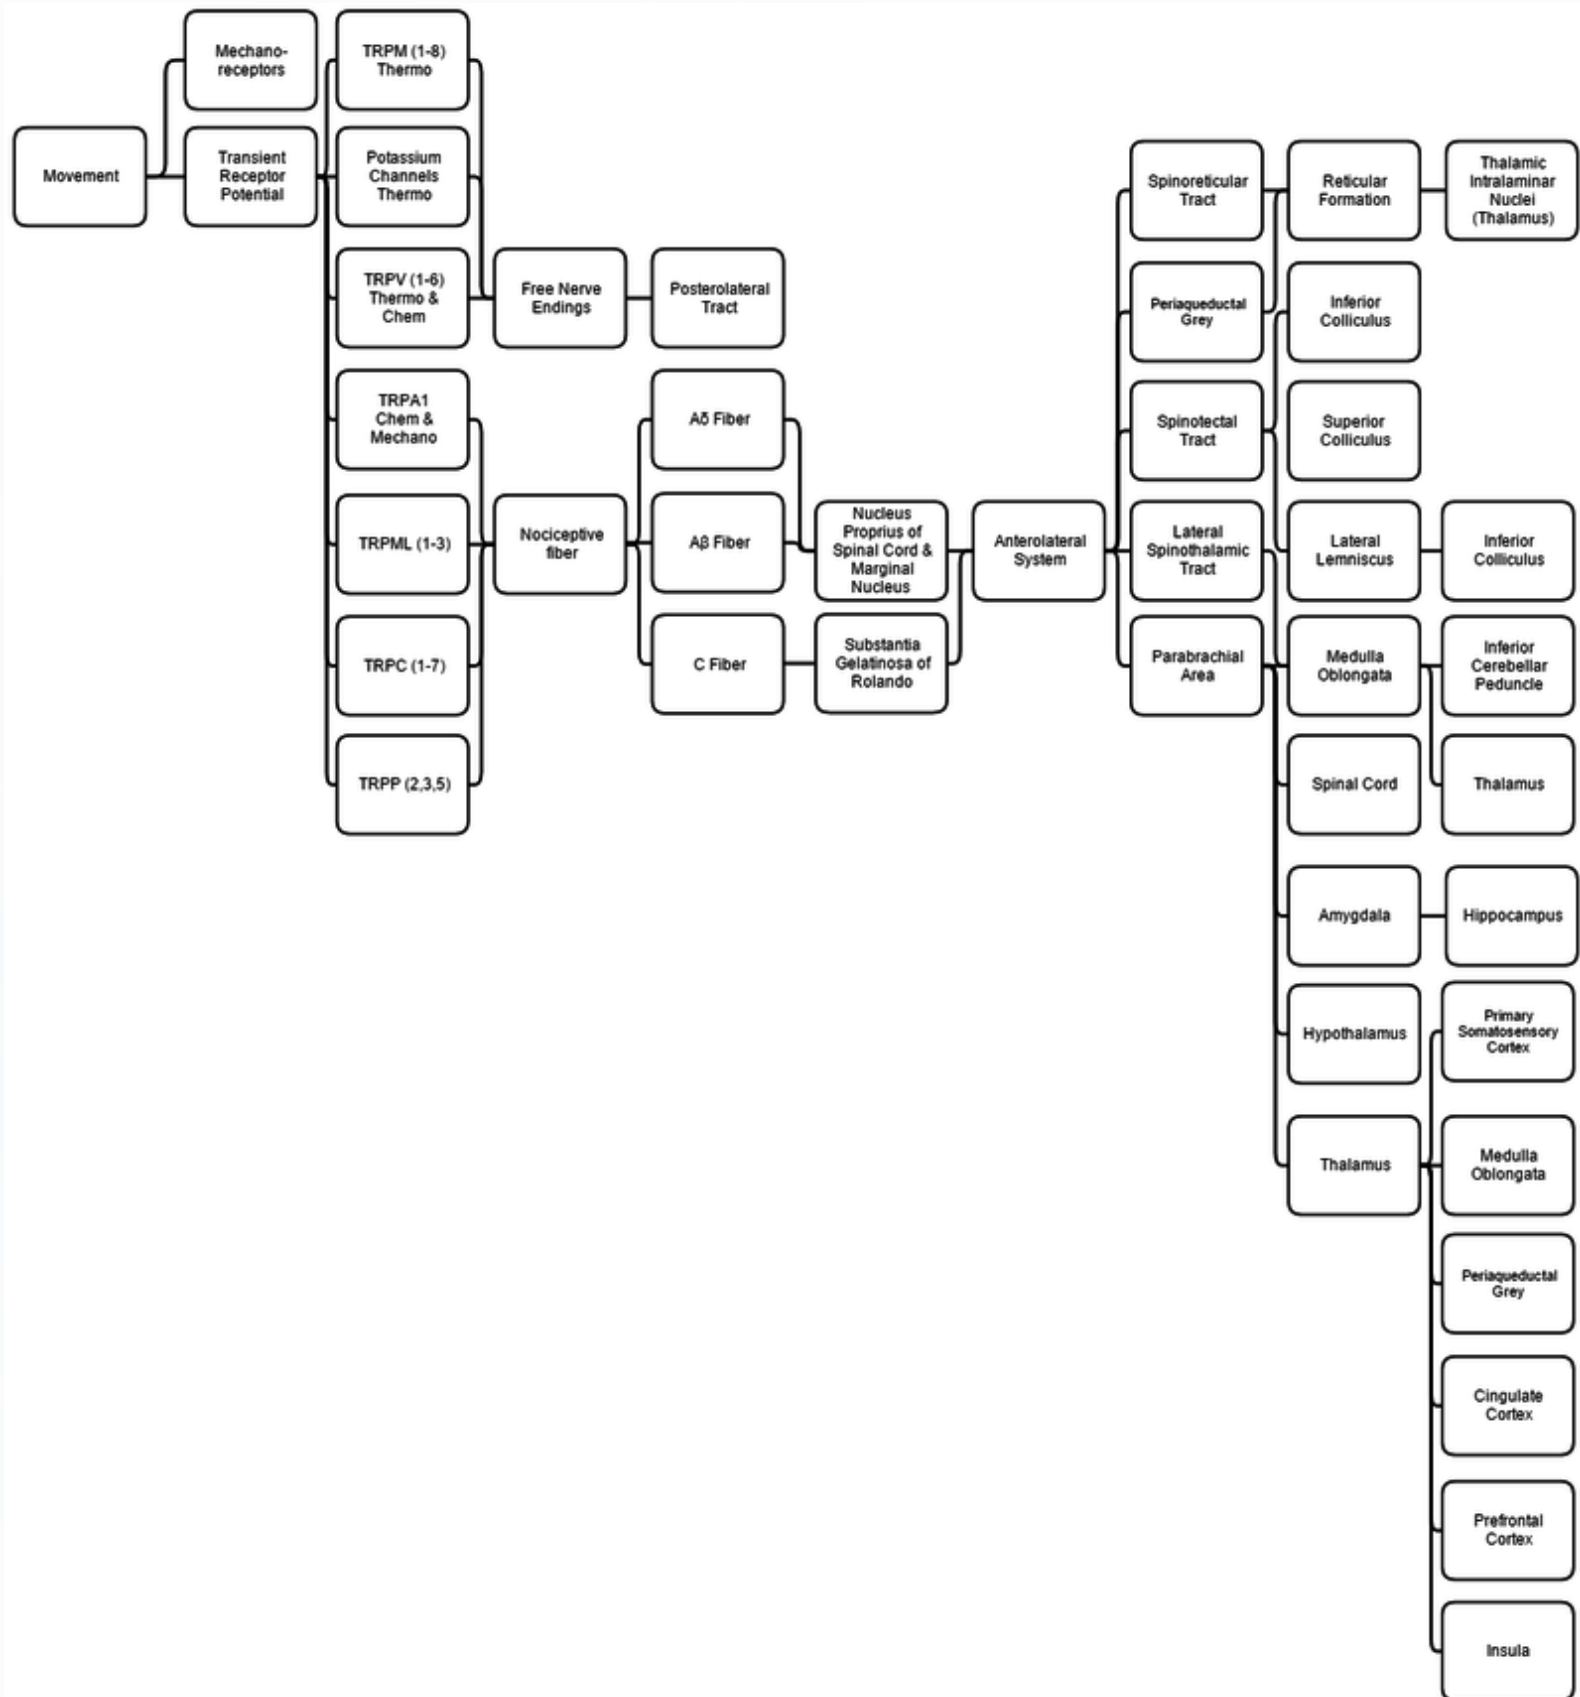 Mechano-
receptors
TRPM (1-8)
Thermo
Movement
Transient
Receptor
Potential
Potassium
Channels
Thermo
TRPV (1-6)
Thermo &
Chem
Free Nerve
Endings
Posterolateral
Tract
TRPA1
Chem &
Mechano
Aδ Fiber
TRPML (1-3)
Nociceptive
fiber
Aβ Fiber
Nucleus
Proprius of
Spinal Cord &
Marginal
Nucleus
Anterolateral
System
TRPC (1-7)
C Fiber
Substantia
Gelatinosa of
Rolando
TRPP (2,3,5)
Spinoreticular
Tract
Reticular
Formation
Thalamic
Intralaminar
Nuclei
(Thalamus)
Periaqueductal
Grey
Inferior
Colliculus
Spinotectal
Tract
Superior
Colliculus
Lateral
Spinothalamic
Tract
Lateral
Lemniscus
Inferior
Colliculus
Parabrachial
Area
Medulla
Oblongata
Inferior
Cerebellar
Peduncle
Spinal Cord
Thalamus
Amygdala
Hippocampus
Hypothalamus
Primary
Somatosensory
Cortex
Thalamus
Medulla
Oblongata
Periaqueductal
Grey
Cingulate
Cortex
Prefrontal
Cortex
Insula